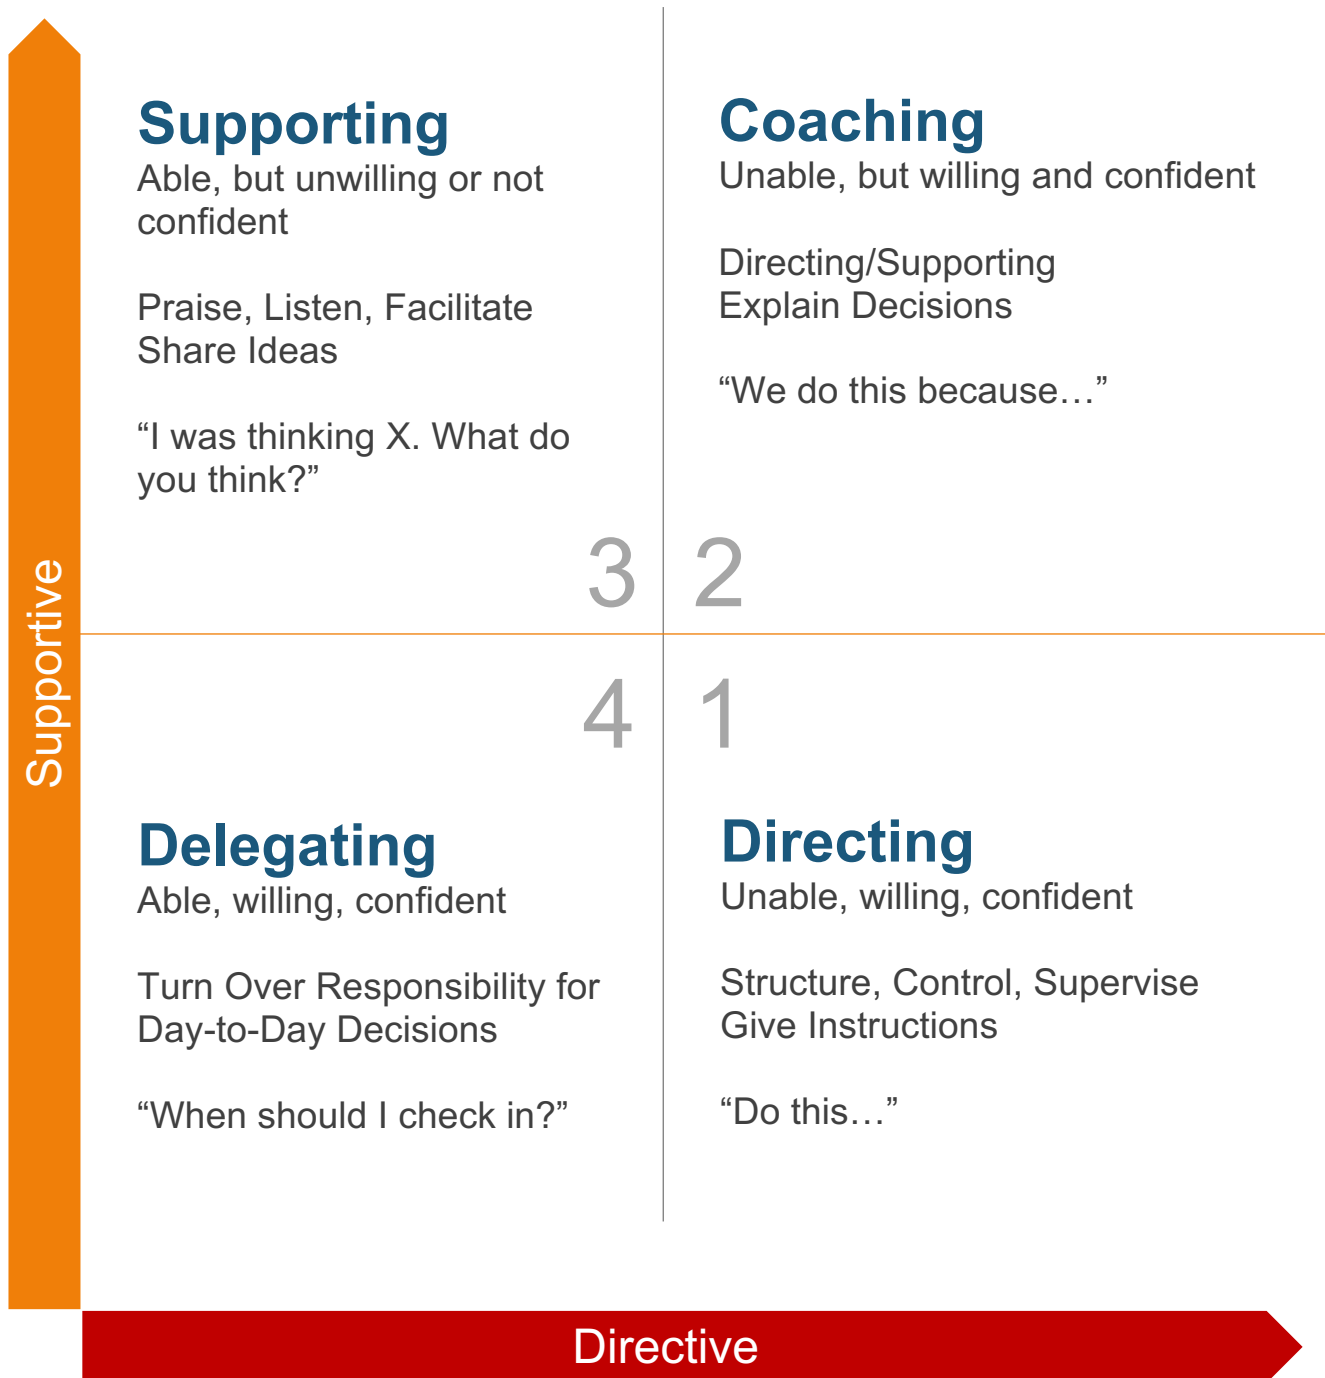 Supporting
Able, but unwilling or not
confident
Praise, Listen, Facilitate
Share Ideas
“I was thinking X. What do
you think?”
3
Coaching
Unable, but willing and confident
Directing/Supporting
Explain Decisions
“We do this because…”
2
Supportive
4
Delegating
Able, willing, confident
Turn Over Responsibility for
Day-to-Day Decisions
“When should I check in?”
1
Directing
Unable, willing, confident
Structure, Control, Supervise
Give Instructions
“Do this…”
Directive